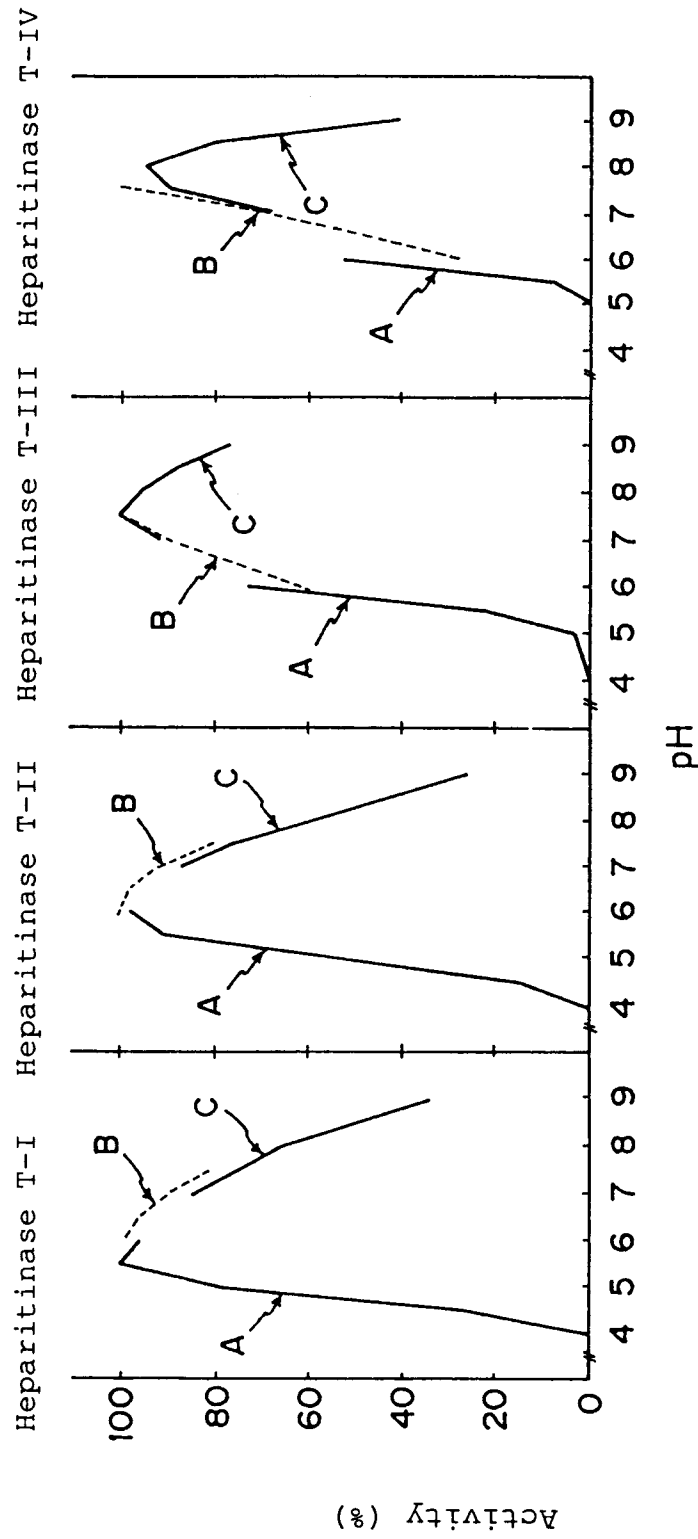 Heparitinase T-I
Heparitinase T-II
Heparitinase T-III
Heparitinase T-IV
Activity (%)
100
80
60
40
20
0
A
B
C
A
B
C
A
B
C
A
B
C
4 5 6 7 8 9
4 5 6 7 8 9
4 5 6 7 8 9
4 5 6 7 8 9
pH